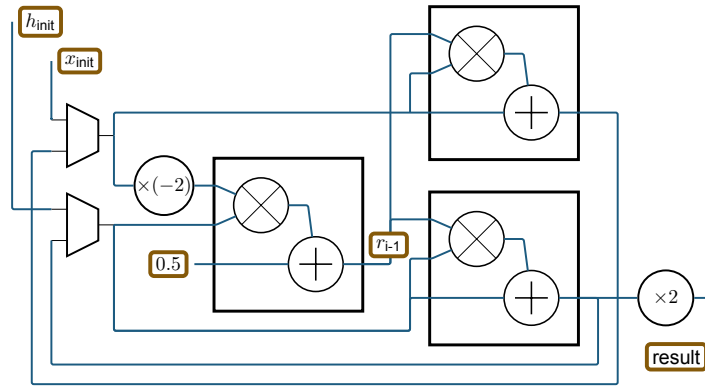 h_init
x_init
×(−2)
0.5
r_i-1
×2
result